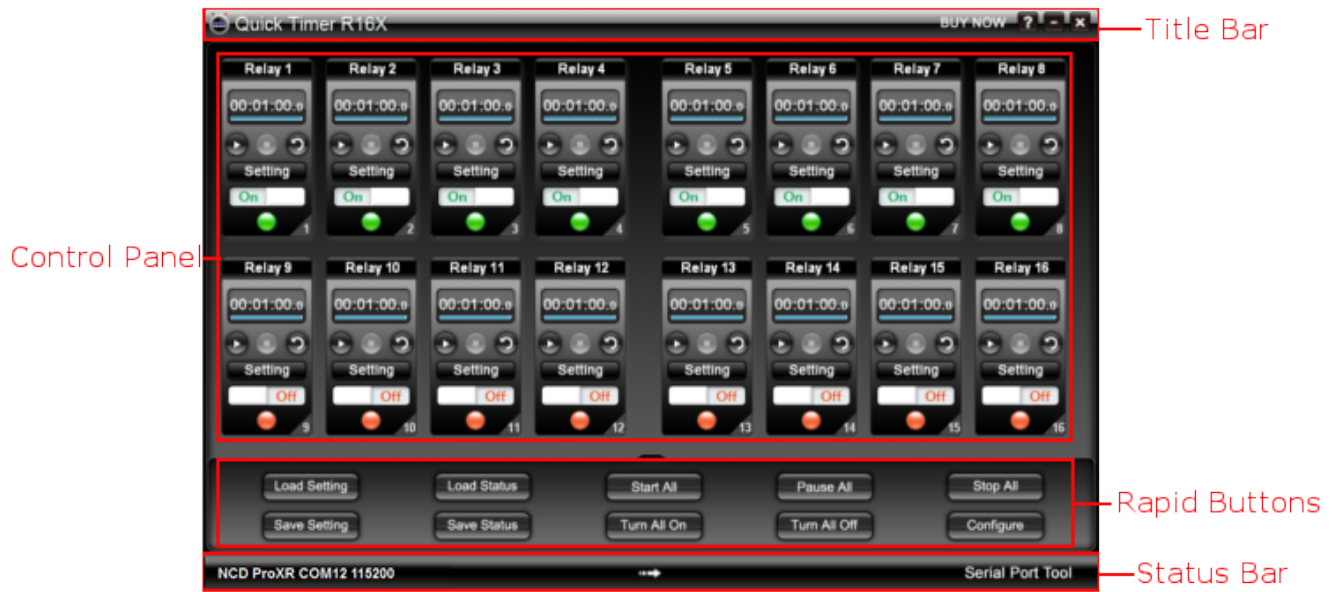 Quick Timer R16X BUY NOW ? - x
Title Bar
Relay 1 Relay 2 Relay 3 Relay 4 Relay 5 Relay 6 Relay 7 Relay 8
00:01:00.0 00:01:00.0 00:01:00.0 00:01:00.0 00:01:00.0 00:01:00.0 00:01:00.0 00:01:00.0
Setting Setting Setting Setting Setting Setting Setting Setting
On On On On On On On On
1 2 3 4 5 6 7 8
Control Panel
Relay 9 Relay 10 Relay 11 Relay 12 Relay 13 Relay 14 Relay 15 Relay 16
00:01:00.0 00:01:00.0 00:01:00.0 00:01:00.0 00:01:00.0 00:01:00.0 00:01:00.0 00:01:00.0
Setting Setting Setting Setting Setting Setting Setting Setting
Off Off Off Off Off Off Off Off
9 10 11 12 13 14 15 16
Load Setting Load Status Start All Pause All Stop All
Rapid Buttons
Save Setting Save Status Turn All On Turn All Off Configure
NCD ProXR COM12 115200 Serial Port Tool
Status Bar